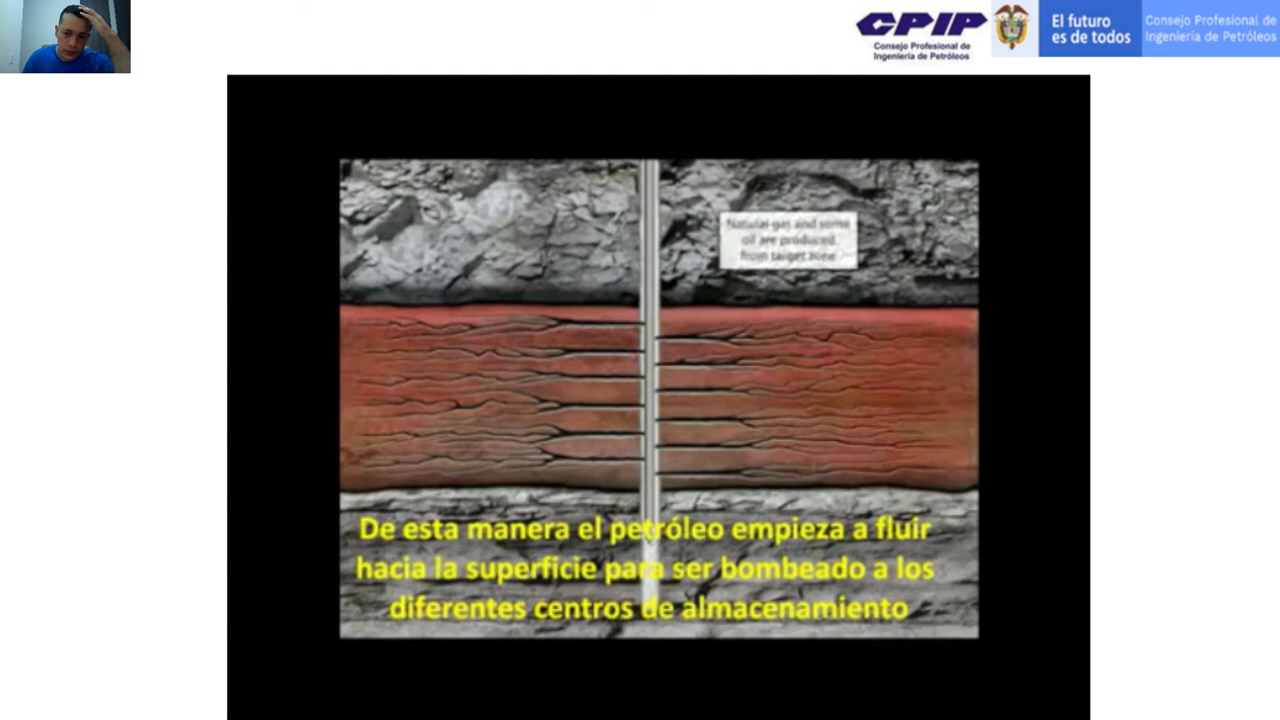 CPIP
Consejo Profesional de
Ingeniería de Petróleos
El futuro
es de todos
Consejo Profesional de
Ingeniería de Petróleos
Natural gas and some
oil are produced
from target zone
De esta manera el petróleo empieza a fluir
hacia la superficie para ser bombeado a los
diferentes centros de almacenamiento